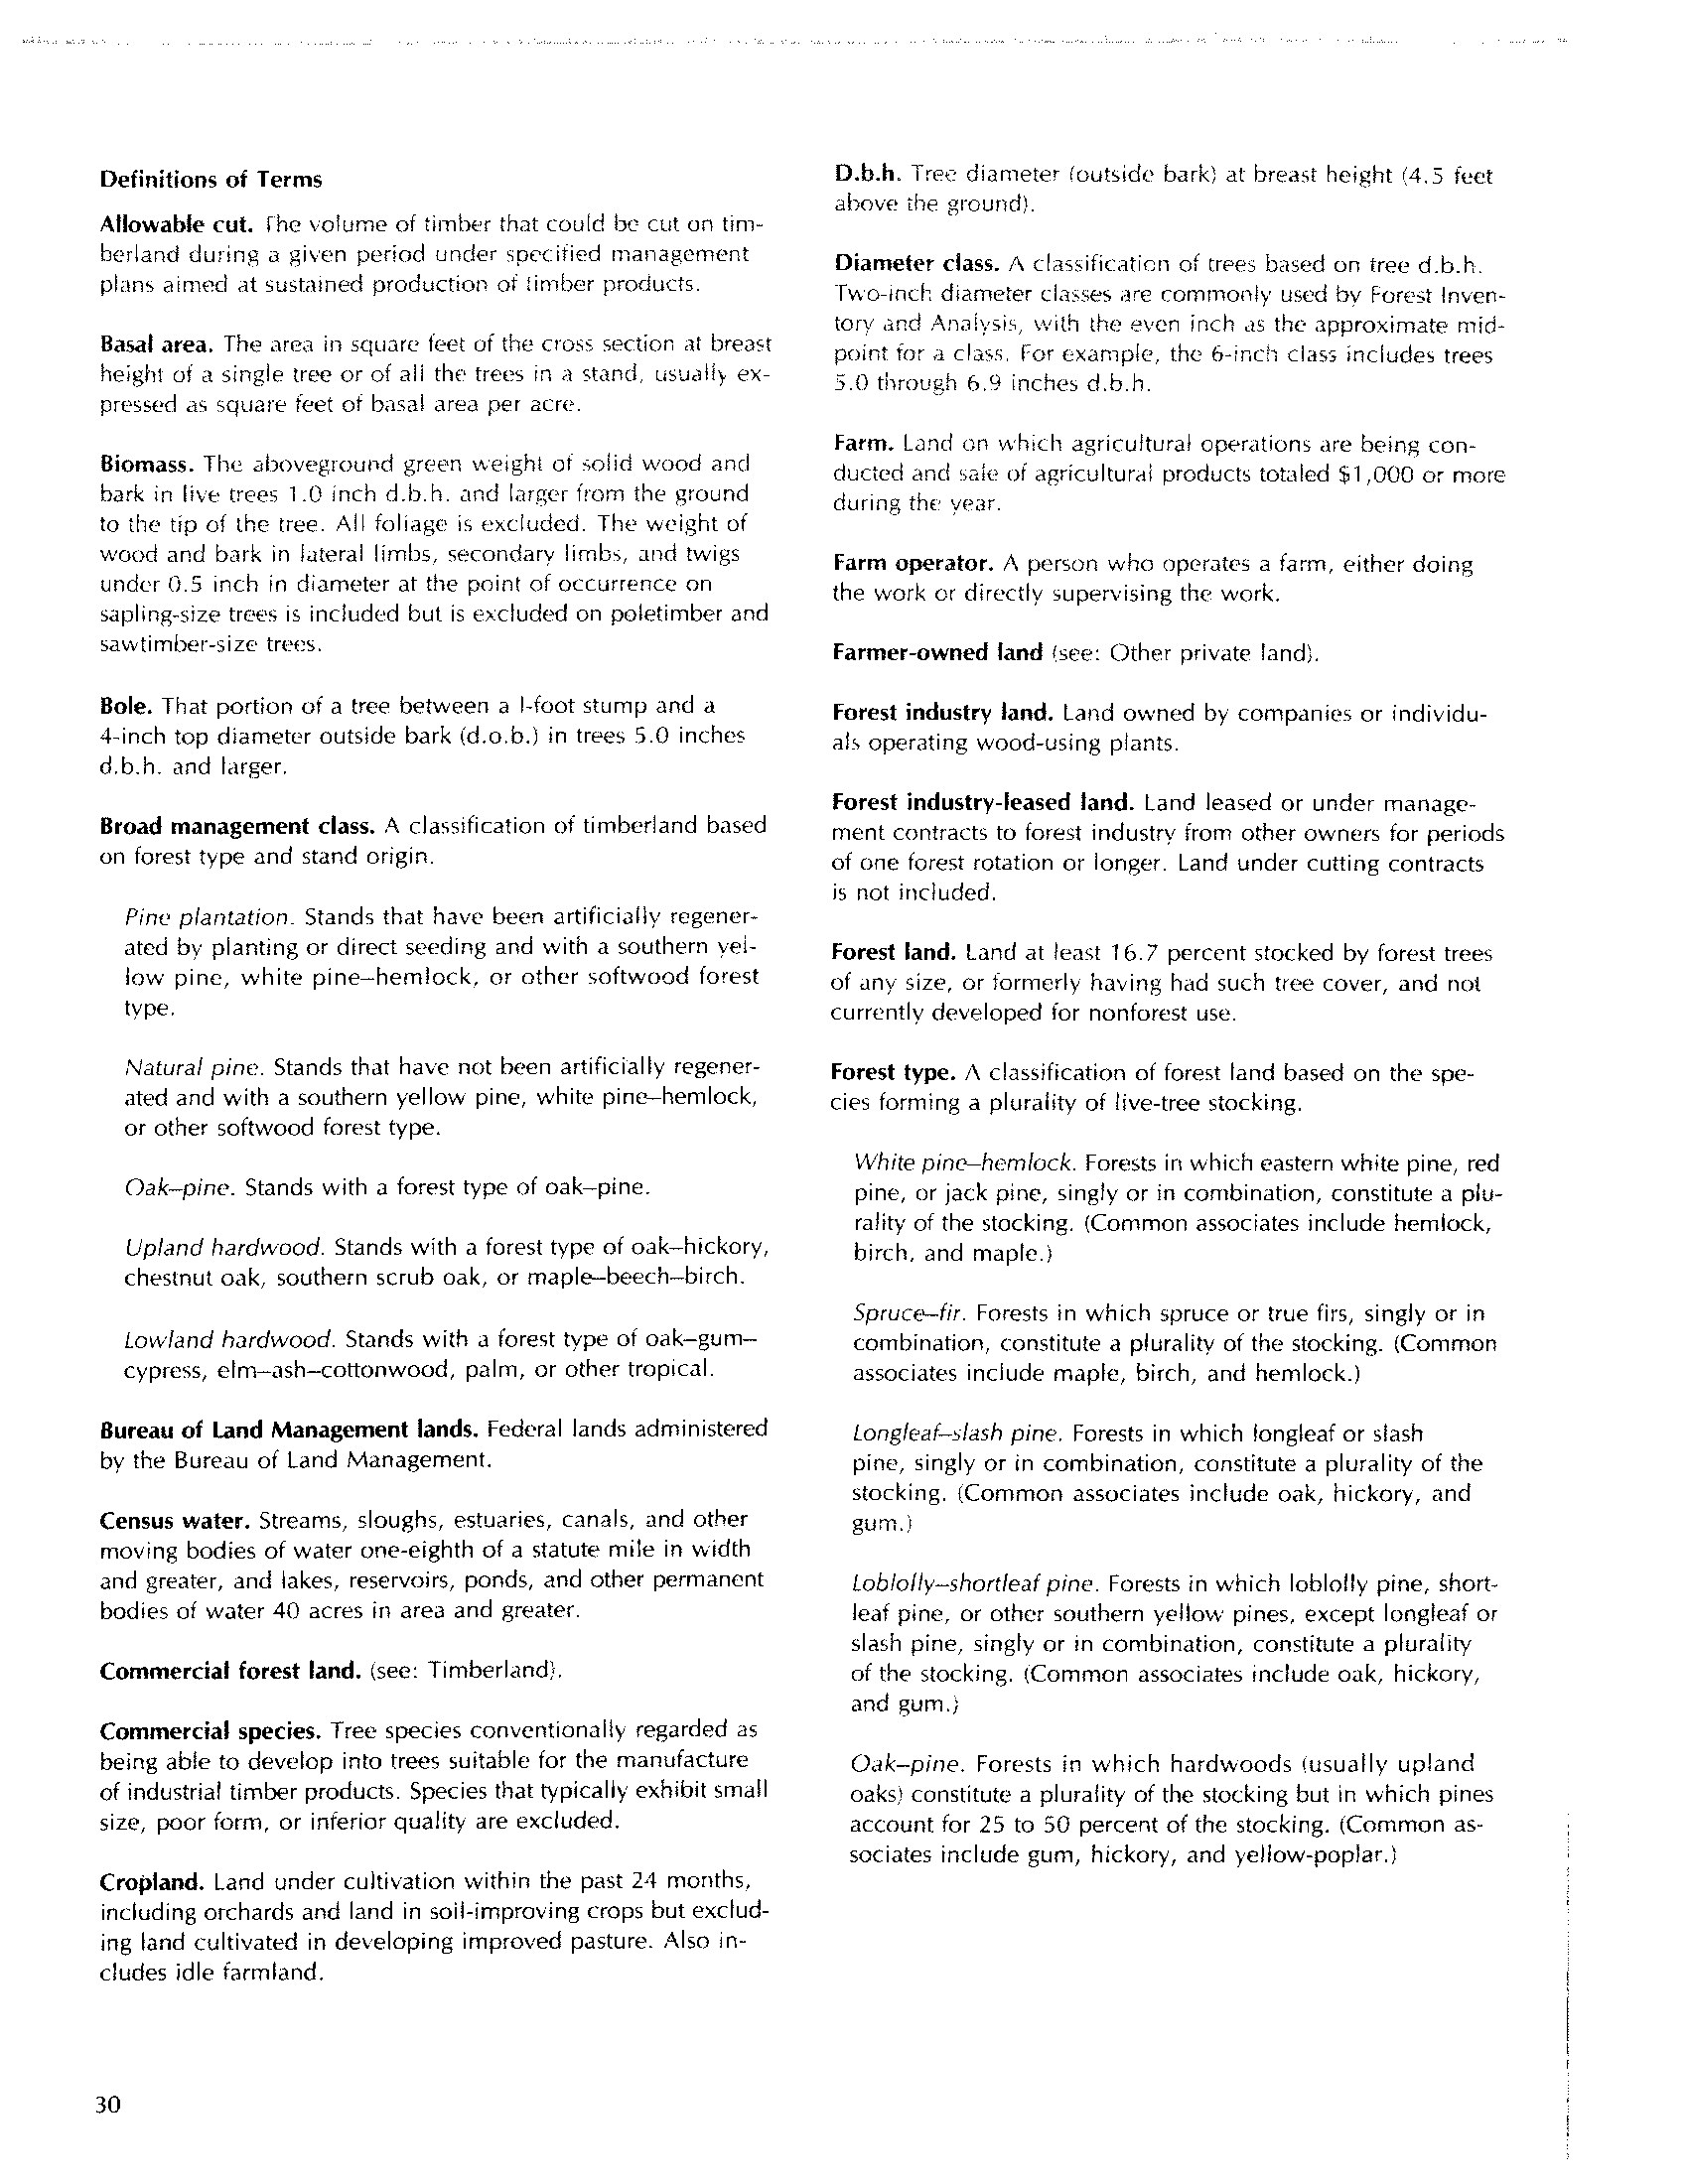 Definitions of Terms
Allowable cut. The volume of timber that could be cut on tim-
berland during a given period under specified management
plans aimed at sustained production of timber products.
Basal area. The area in square feet of the cross section at breast
height of a single tree or of all the trees in a stand, usually ex-
pressed as square feet of basal area per acre.
Biomass. The aboveground green weight of solid wood and
bark in live trees 1.0 inch d.b.h. and larger from the ground
to the tip of the tree. All foliage is excluded. The weight of
wood and bark in lateral limbs, secondary limbs, and twigs
under 0.5 inch in diameter at the point of occurrence on
sapling-size trees is included but is excluded on poletimber and
sawtimber-size trees.
Bole. That portion of a tree between a l-foot stump and a
4-inch top diameter outside bark (d.o.b.) in trees 5.0 inches
d.b.h. and larger.
Broad management class. A classification of timberland based
on forest type and stand origin.
Pine plantation. Stands that have been artificially regener-
ated by planting or direct seeding and with a southern yel-
low pine, white pine–hemlock, or other softwood forest
type.
Natural pine. Stands that have not been artificially regener-
ated and with a southern yellow pine, white pine–hemlock,
or other softwood forest type.
Oak–pine. Stands with a forest type of oak–pine.
Upland hardwood. Stands with a forest type of oak–hickory,
chestnut oak, southern scrub oak, or maple–beech–birch.
Lowland hardwood. Stands with a forest type of oak–gum–
cypress, elm–ash–cottonwood, palm, or other tropical.
Bureau of Land Management lands. Federal lands administered
by the Bureau of Land Management.
Census water. Streams, sloughs, estuaries, canals, and other
moving bodies of water one-eighth of a statute mile in width
and greater, and lakes, reservoirs, ponds, and other permanent
bodies of water 40 acres in area and greater.
Commercial forest land. (see: Timberland).
Commercial species. Tree species conventionally regarded as
being able to develop into trees suitable for the manufacture
of industrial timber products. Species that typically exhibit small
size, poor form, or inferior quality are excluded.
Cropland. Land under cultivation within the past 24 months,
including orchards and land in soil-improving crops but exclud-
ing land cultivated in developing improved pasture. Also in-
cludes idle farmland.
D.b.h. Tree diameter (outside bark) at breast height (4.5 feet
above the ground).
Diameter class. A classification of trees based on tree d.b.h.
Two-inch diameter classes are commonly used by Forest Inven-
tory and Analysis, with the even inch as the approximate mid-
point for a class. For example, the 6-inch class includes trees
5.0 through 6.9 inches d.b.h.
Farm. Land on which agricultural operations are being con-
ducted and sale of agricultural products totaled $1,000 or more
during the year.
Farm operator. A person who operates a farm, either doing
the work or directly supervising the work.
Farmer-owned land (see: Other private land).
Forest industry land. Land owned by companies or individu-
als operating wood-using plants.
Forest industry-leased land. Land leased or under manage-
ment contracts to forest industry from other owners for periods
of one forest rotation or longer. Land under cutting contracts
is not included.
Forest land. Land at least 16.7 percent stocked by forest trees
of any size, or formerly having had such tree cover, and not
currently developed for nonforest use.
Forest type. A classification of forest land based on the spe-
cies forming a plurality of live-tree stocking.
White pine–hemlock. Forests in which eastern white pine, red
pine, or jack pine, singly or in combination, constitute a plu-
rality of the stocking. (Common associates include hemlock,
birch, and maple.)
Spruce–fir. Forests in which spruce or true firs, singly or in
combination, constitute a plurality of the stocking. (Common
associates include maple, birch, and hemlock.)
Longleaf–slash pine. Forests in which longleaf or slash
pine, singly or in combination, constitute a plurality of the
stocking. (Common associates include oak, hickory, and
gum.)
Loblolly–shortleaf pine. Forests in which loblolly pine, short-
leaf pine, or other southern yellow pines, except longleaf or
slash pine, singly or in combination, constitute a plurality
of the stocking. (Common associates include oak, hickory,
and gum.)
Oak–pine. Forests in which hardwoods (usually upland
oaks) constitute a plurality of the stocking but in which pines
account for 25 to 50 percent of the stocking. (Common as-
sociates include gum, hickory, and yellow-poplar.)
30